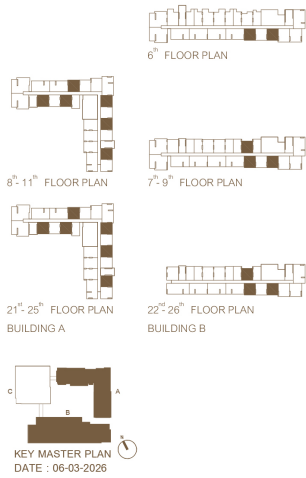 6th FLOOR PLAN
8th- 11th FLOOR PLAN
7th- 9th FLOOR PLAN
21st- 25th FLOOR PLAN
BUILDING A
22nd-26th FLOOR PLAN
BUILDING B
C
A
B
N
KEY MASTER PLAN
DATE : 06-03-2026